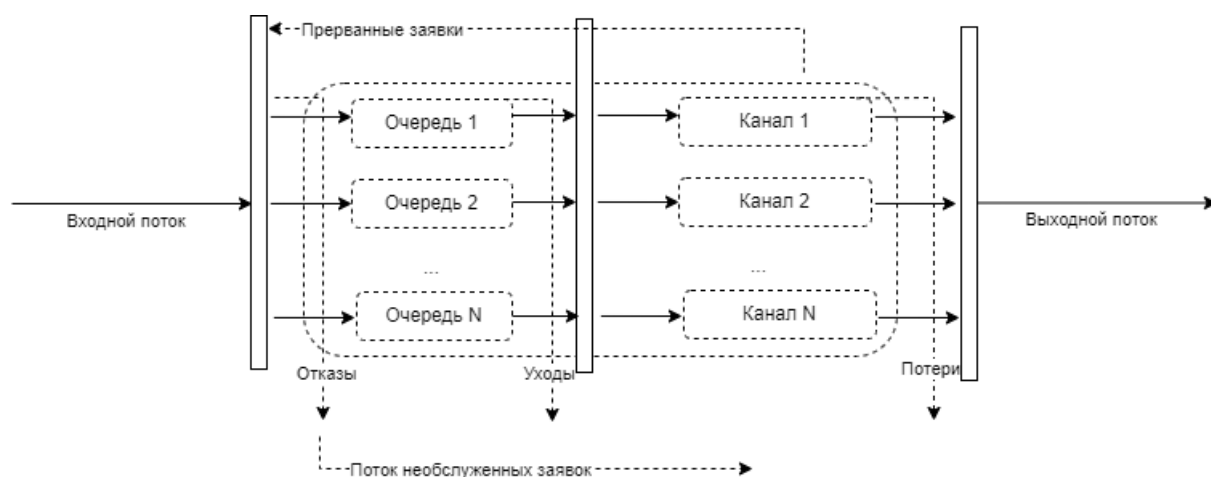 Прерванные заявки
Очередь 1
Канал 1
Входной поток
Очередь 2
Канал 2
Выходной поток
...
...
Очередь N
Канал N
Отказы
Уходы
Потери
Поток необслуженных заявок